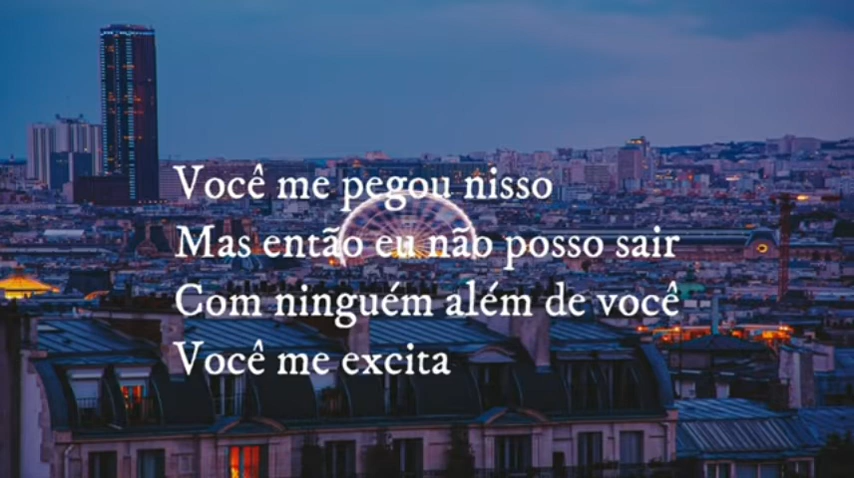 Você me pegou nisso
Mas então eu não posso sair
Com ninguém além de você
Você me excita